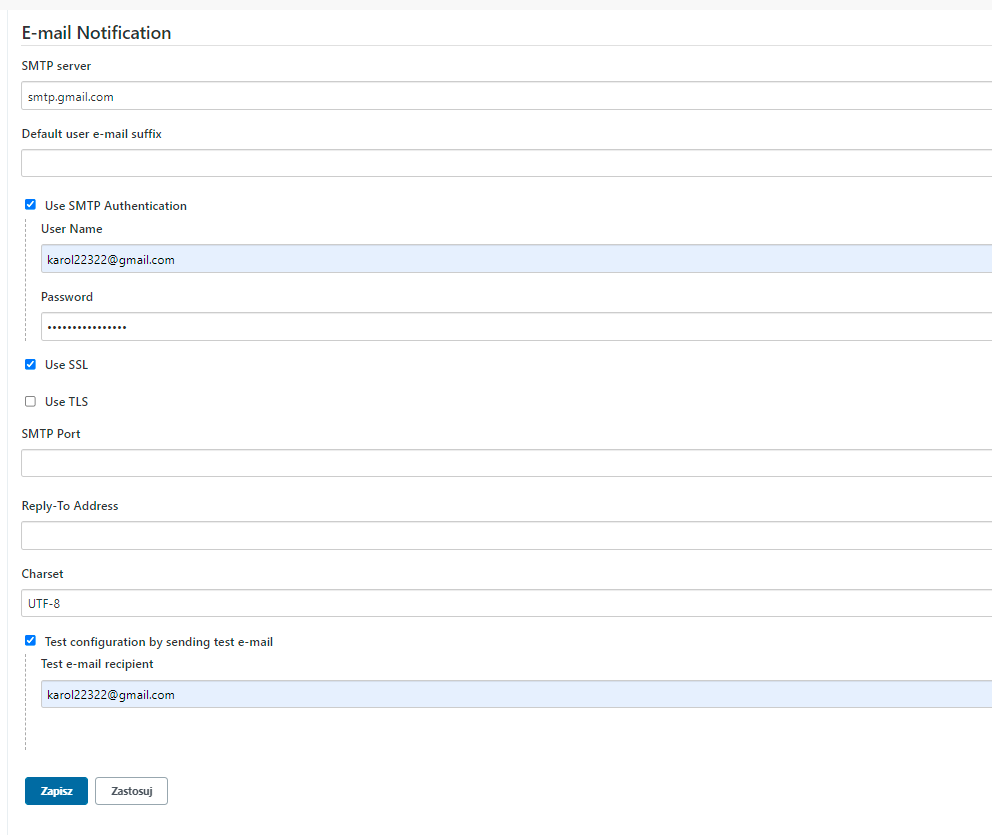 E-mail Notification
SMTP server
smtp.gmail.com
Default user e-mail suffix
Use SMTP Authentication
User Name
karol22322@gmail.com
Password
••••••••••••••••
Use SSL
Use TLS
SMTP Port
Reply-To Address
Charset
UTF-8
Test configuration by sending test e-mail
Test e-mail recipient
karol22322@gmail.com
Zapisz Zastosuj